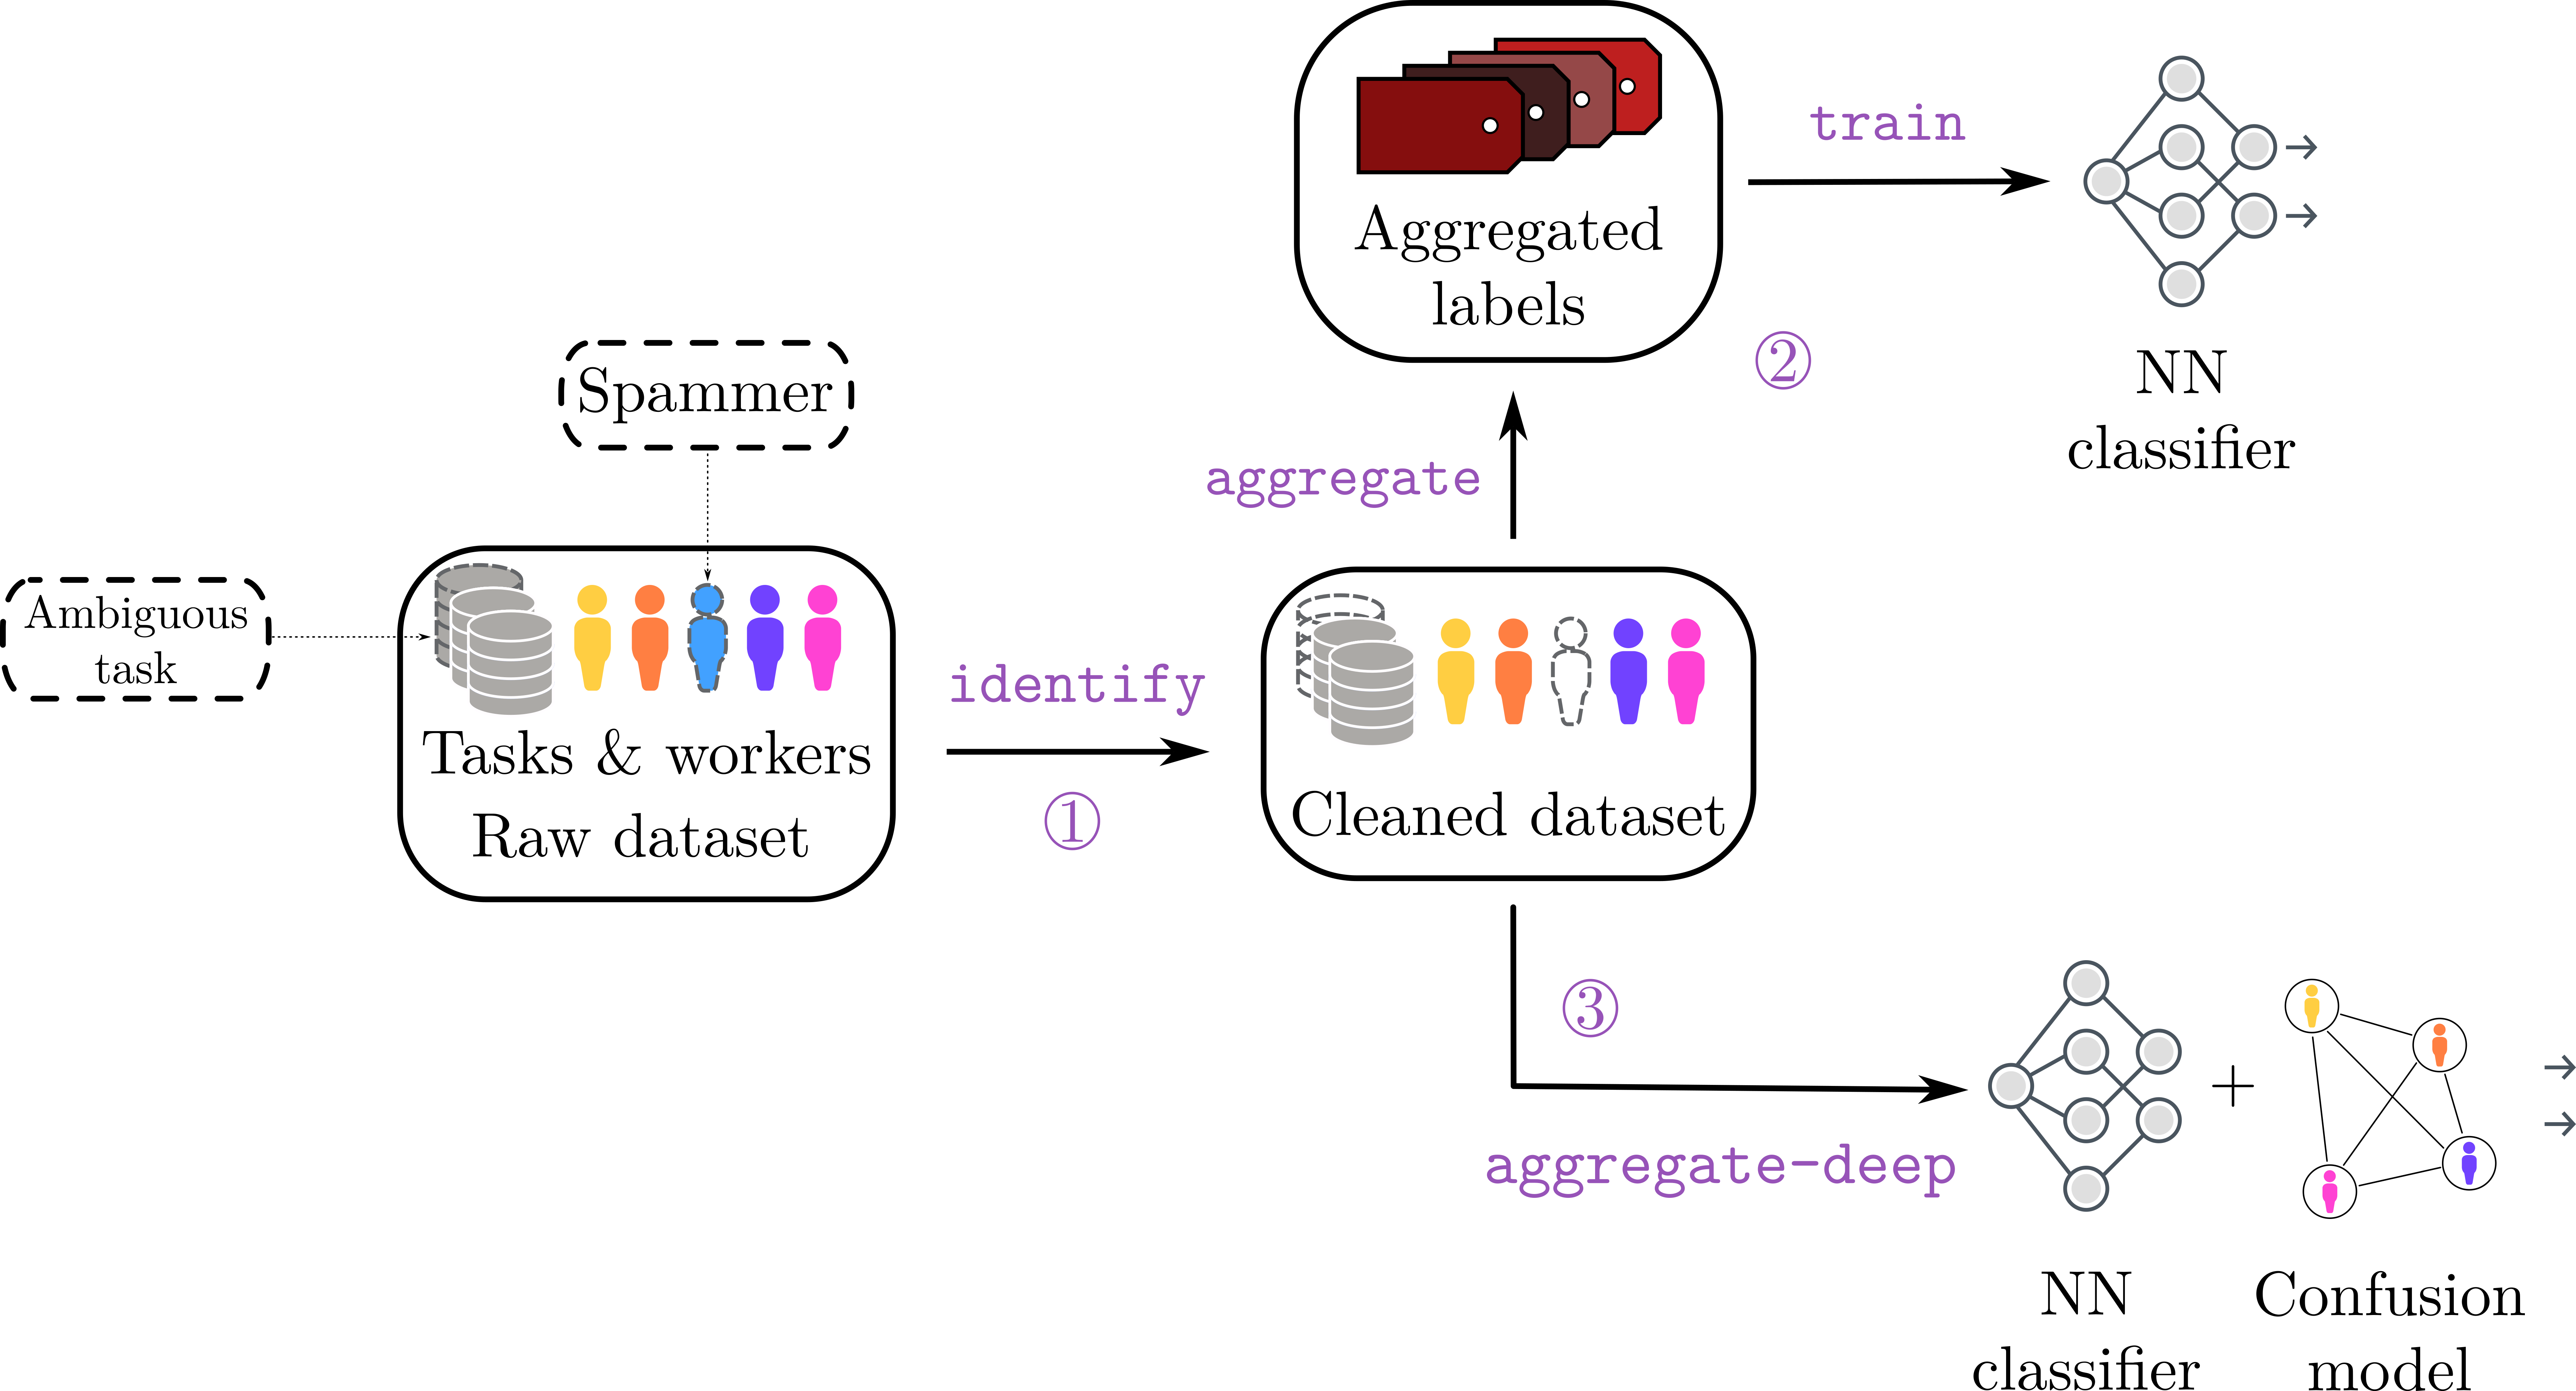 Aggregated
labels
train
NN
classifier
②
Spammer
aggregate
Ambiguous
task
Tasks & workers
Raw dataset
identify
①
Cleaned dataset
③
aggregate-deep
+
NN
classifier
Confusion
model